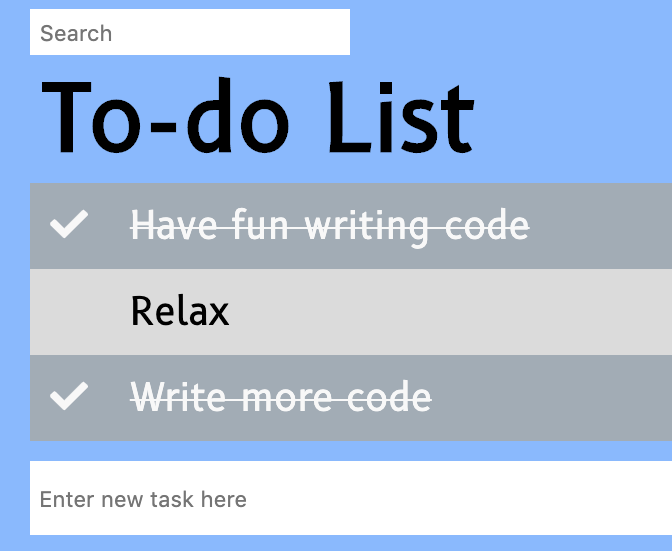 Search
To-do List
Have fun writing code
Relax
Write more code
Enter new task here